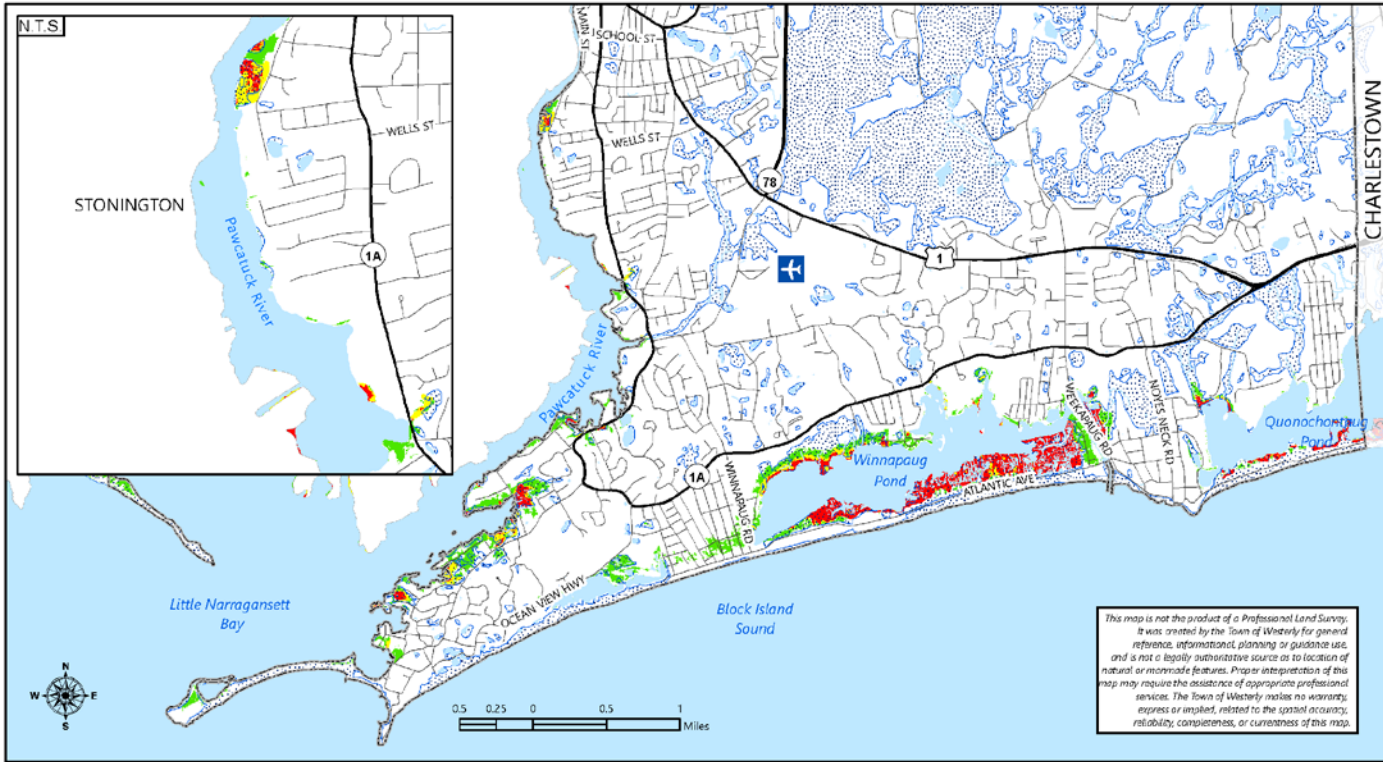 N.T.S
WELLS ST
STONINGTON
Pawcatuck River
1A
MAIN ST
SCHOOL ST
WELLS ST
78
1
CHARLESTOWN
Pawcatuck River
1A
WINNAPAUG RD
Winnapaug
Pond
WEEKAPAUG RD
NOYES NECK RD
Quonochontaug
Pond
ATLANTIC AVE
OCEAN VIEW HWY
Little Narragansett
Bay
Block Island
Sound
N
W
E
S
0.5
0.25
0
0.5
1
Miles
This map is not the product of a Professional Land Survey.
It was created by the Town of Westerly for general
reference, informational, planning or guidance use,
and is not a legally authoritative source as to location of
natural or manmade features. Proper interpretation of this
map may require the assistance of appropriate professional
services. The Town of Westerly makes no warranty,
express or implied, related to the spatial accuracy,
reliability, completeness, or currentness of this map.